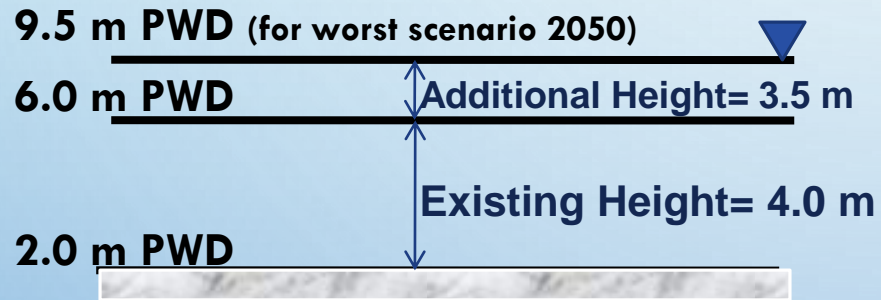 9.5 m PWD (for worst scenario 2050)
6.0 m PWD Additional Height= 3.5 m
Existing Height= 4.0 m
2.0 m PWD